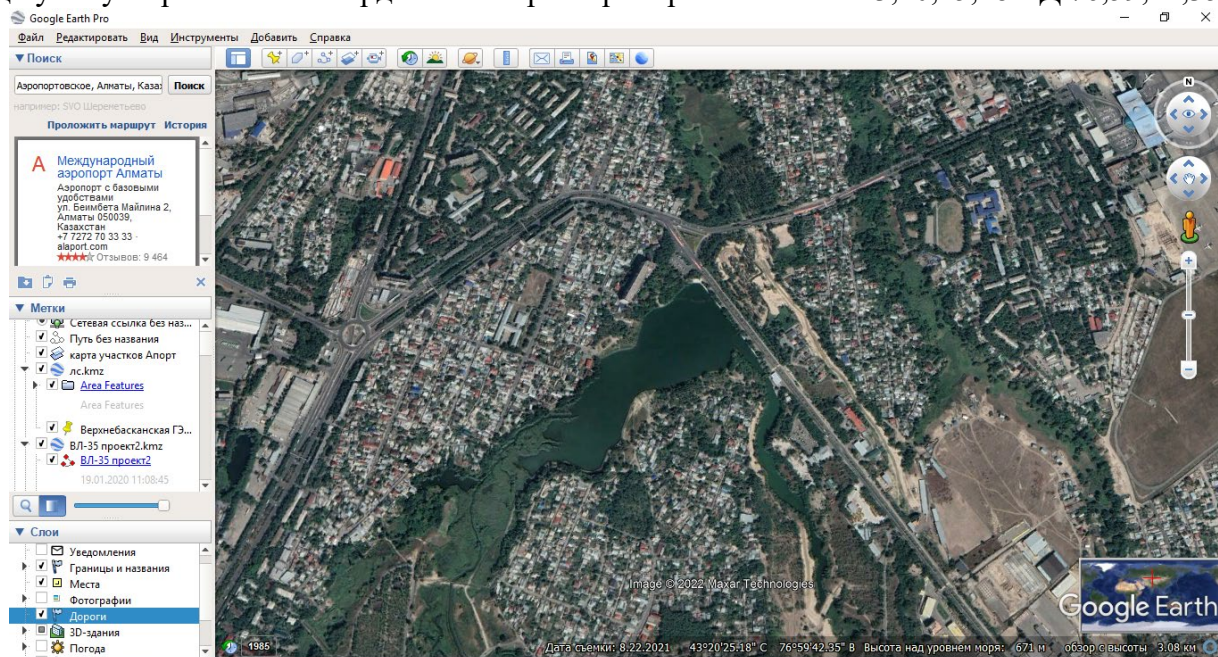 Google Earth Pro
Файл Редактировать Вид Инструменты Добавить Справка
Поиск
Аэропортовское, Алматы, Каза: Поиск
например: SVO Шереметьево
Проложить маршрут История
A Международный
аэропорт Алматы
Аэропорт с базовыми
удобствами
ул. Беимбета Майлина 2,
Алматы 050039,
Казахстан
+7 7272 70 33 33 ·
alaport.com
Отзывов: 9 464
Метки
Сетевая ссылка без наз...
Путь без названия
карта участков Апорт
лс.kmz
Area Features
Area Features
Верхнебасканская ГЭ...
ВЛ-35 проект2.kmz
ВЛ-35 проект2
19.01.2020 11:08:45
Слои
Уведомления
Границы и названия
Места
Фотографии
Дороги
3D-здания
Погода
N
Image © 2022 Maxar Technologies
Google Earth
1985
Дата съемки: 8.22.2021 43°20'25.18" С 76°59'42.35" В Высота над уровнем моря: 671 м обзор с высоты 3.08 км